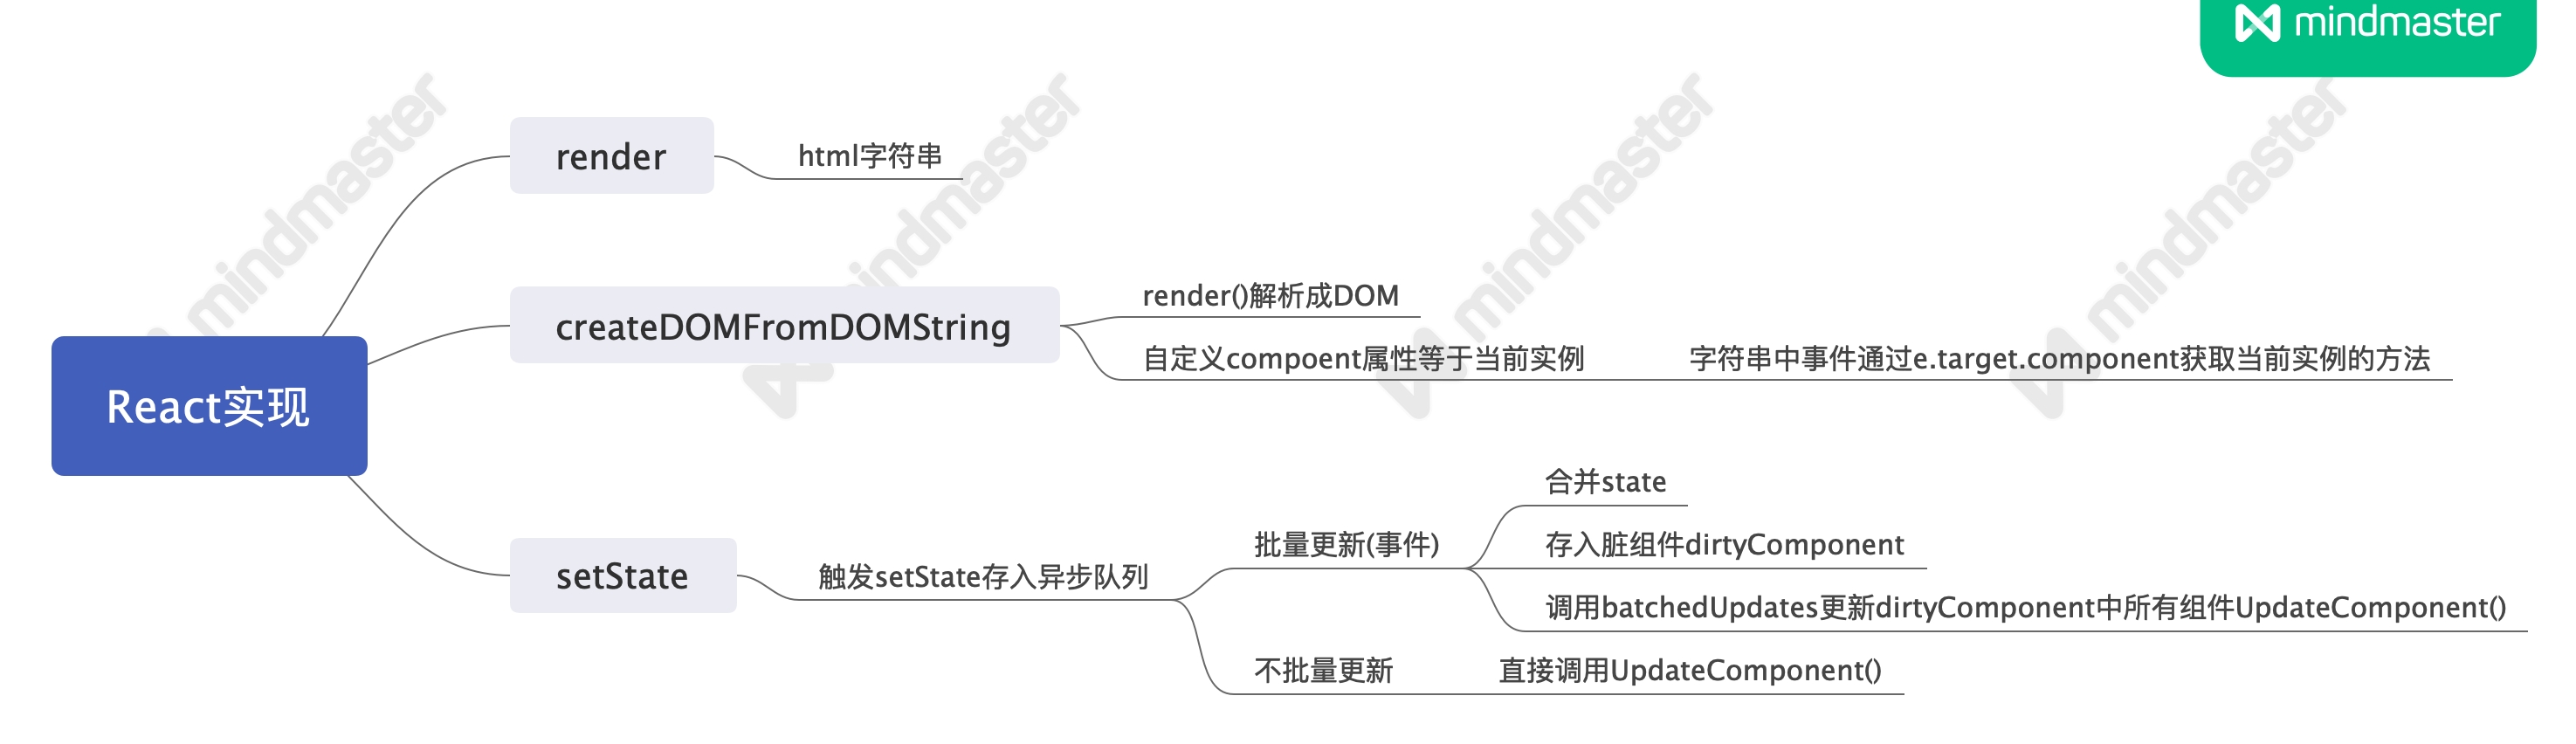 mindmaster
render
html字符串
createDOMFromDOMString
render()解析成DOM
自定义compoent属性等于当前实例
字符串中事件通过e.target.component获取当前实例的方法
React实现
setState
触发setState存入异步队列
批量更新(事件)
合并state
存入脏组件dirtyComponent
调用batchedUpdates更新dirtyComponent中所有组件UpdateComponent()
不批量更新
直接调用UpdateComponent()
mindmaster
mindmaster
mindmaster
mindmaster